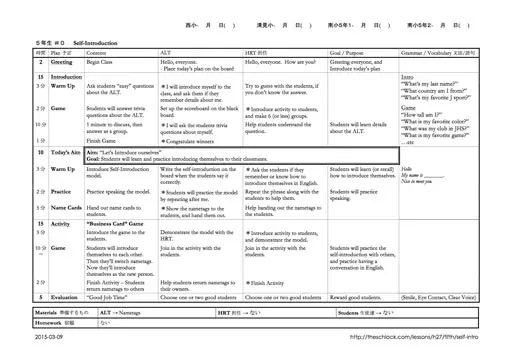 西小-　月　日(　)　清見小-　月　日(　)　南小5年1-　月　日(　)　南小5年2-　月　日(　)
5年生 #0 Self-Introduction
時間 Plan 予定 Contents ALT HRT 担任 Goal / Purpose Grammar / Vocabulary 文法/語句
2 Greeting Begin Class Hello, everyone. Hello, everyone. How are you? Greeting everyone, and
- Place today's plan on the board Introduce today's plan
15 Introduction Intro
3分 Warm Up Ask students "easy" questions ＊I will introduce myself to the Try to guess with the students, if "What's my last name?"
about the ALT. class, and ask them if they you don't know the answer. "What country am I from?"
remember details about me. "What's my favorite J sport?"
2分 Game Students will answer trivia Set up the scoreboard on the black ＊Introduce activity to students, Game
questions about the ALT. board. and make 6 (or less) groups. "How tall am I?"
10分 1 minute to discuss, then ＊I will ask the students trivia Help students understand the Students will learn details "What is my favorite color?"
answer as a group. questions about myself. question. about the ALT. "What was my club in JHS?"
1分 Finish Game ＊Congratulate winners "What is my favorite game?"
...etc
10 Today's Aim Aim: "Let's Introduce ourselves"
Goal: Students will learn and practice introducing themselves to their classmates.
3分 Warm Up Introduce Self-Introduction Write the self-introduction on the ＊Ask the students if they Students will learn (or recall) Hello
model. board when the students say it remember or know how to how to introduce themselves. My name is ________.
correctly. introduce themselves in English. Nice to meet you.
2分 Practice Practice speaking the model. ＊Students will practice the model Repeat the phrase along with the Students will practice
by repeating after me. students to help them. speaking.
5分 Name Cards Hand out name cards to ＊Show the nametags to the Help handing out the nametags to
students. students, and hand them out. the students.
15 Activity "Business Card" Game
5分 Introduce the game to the Demonstrate the model with the ＊Introduce activity to students,
students. HRT. and demonstrate the model.
10分 Game Students will introduce Join in the activity with the Join in the activity with the Students will practice the
themselves to each other. students. students. self-introduction with others,
Then they'll switch nametags. and practice having a
Now they'll introduce conversation in English.
themselves as the new person.
2分 Finish Activity – Students Help students return nametags to ＊Finish Activity
return nametags to others their owners.
5 Evaluation "Good Job Time" Choose one or two good students Choose one or two good students Reward good students. (Smile, Eye Contact, Clear Voice)
Materials 準備するもの ALT → Nametags HRT 担任 → ない Students 生徒達 → ない
Homework 宿題 ない
2015-03-09 http://theschlock.com/lessons/h27/fifth/self-intro